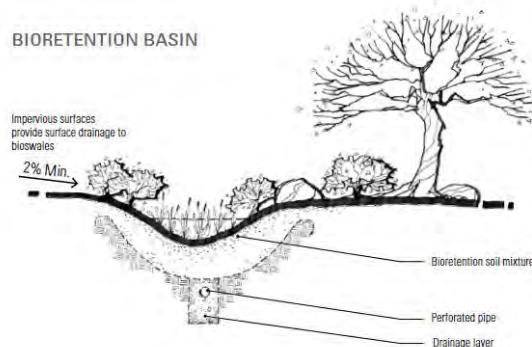 BIORETENTION BASIN
Impervious surfaces
provide surface drainage to
bioswales
2% Min.
Bioretention soil mixture
Perforated pipe
Drainage layer